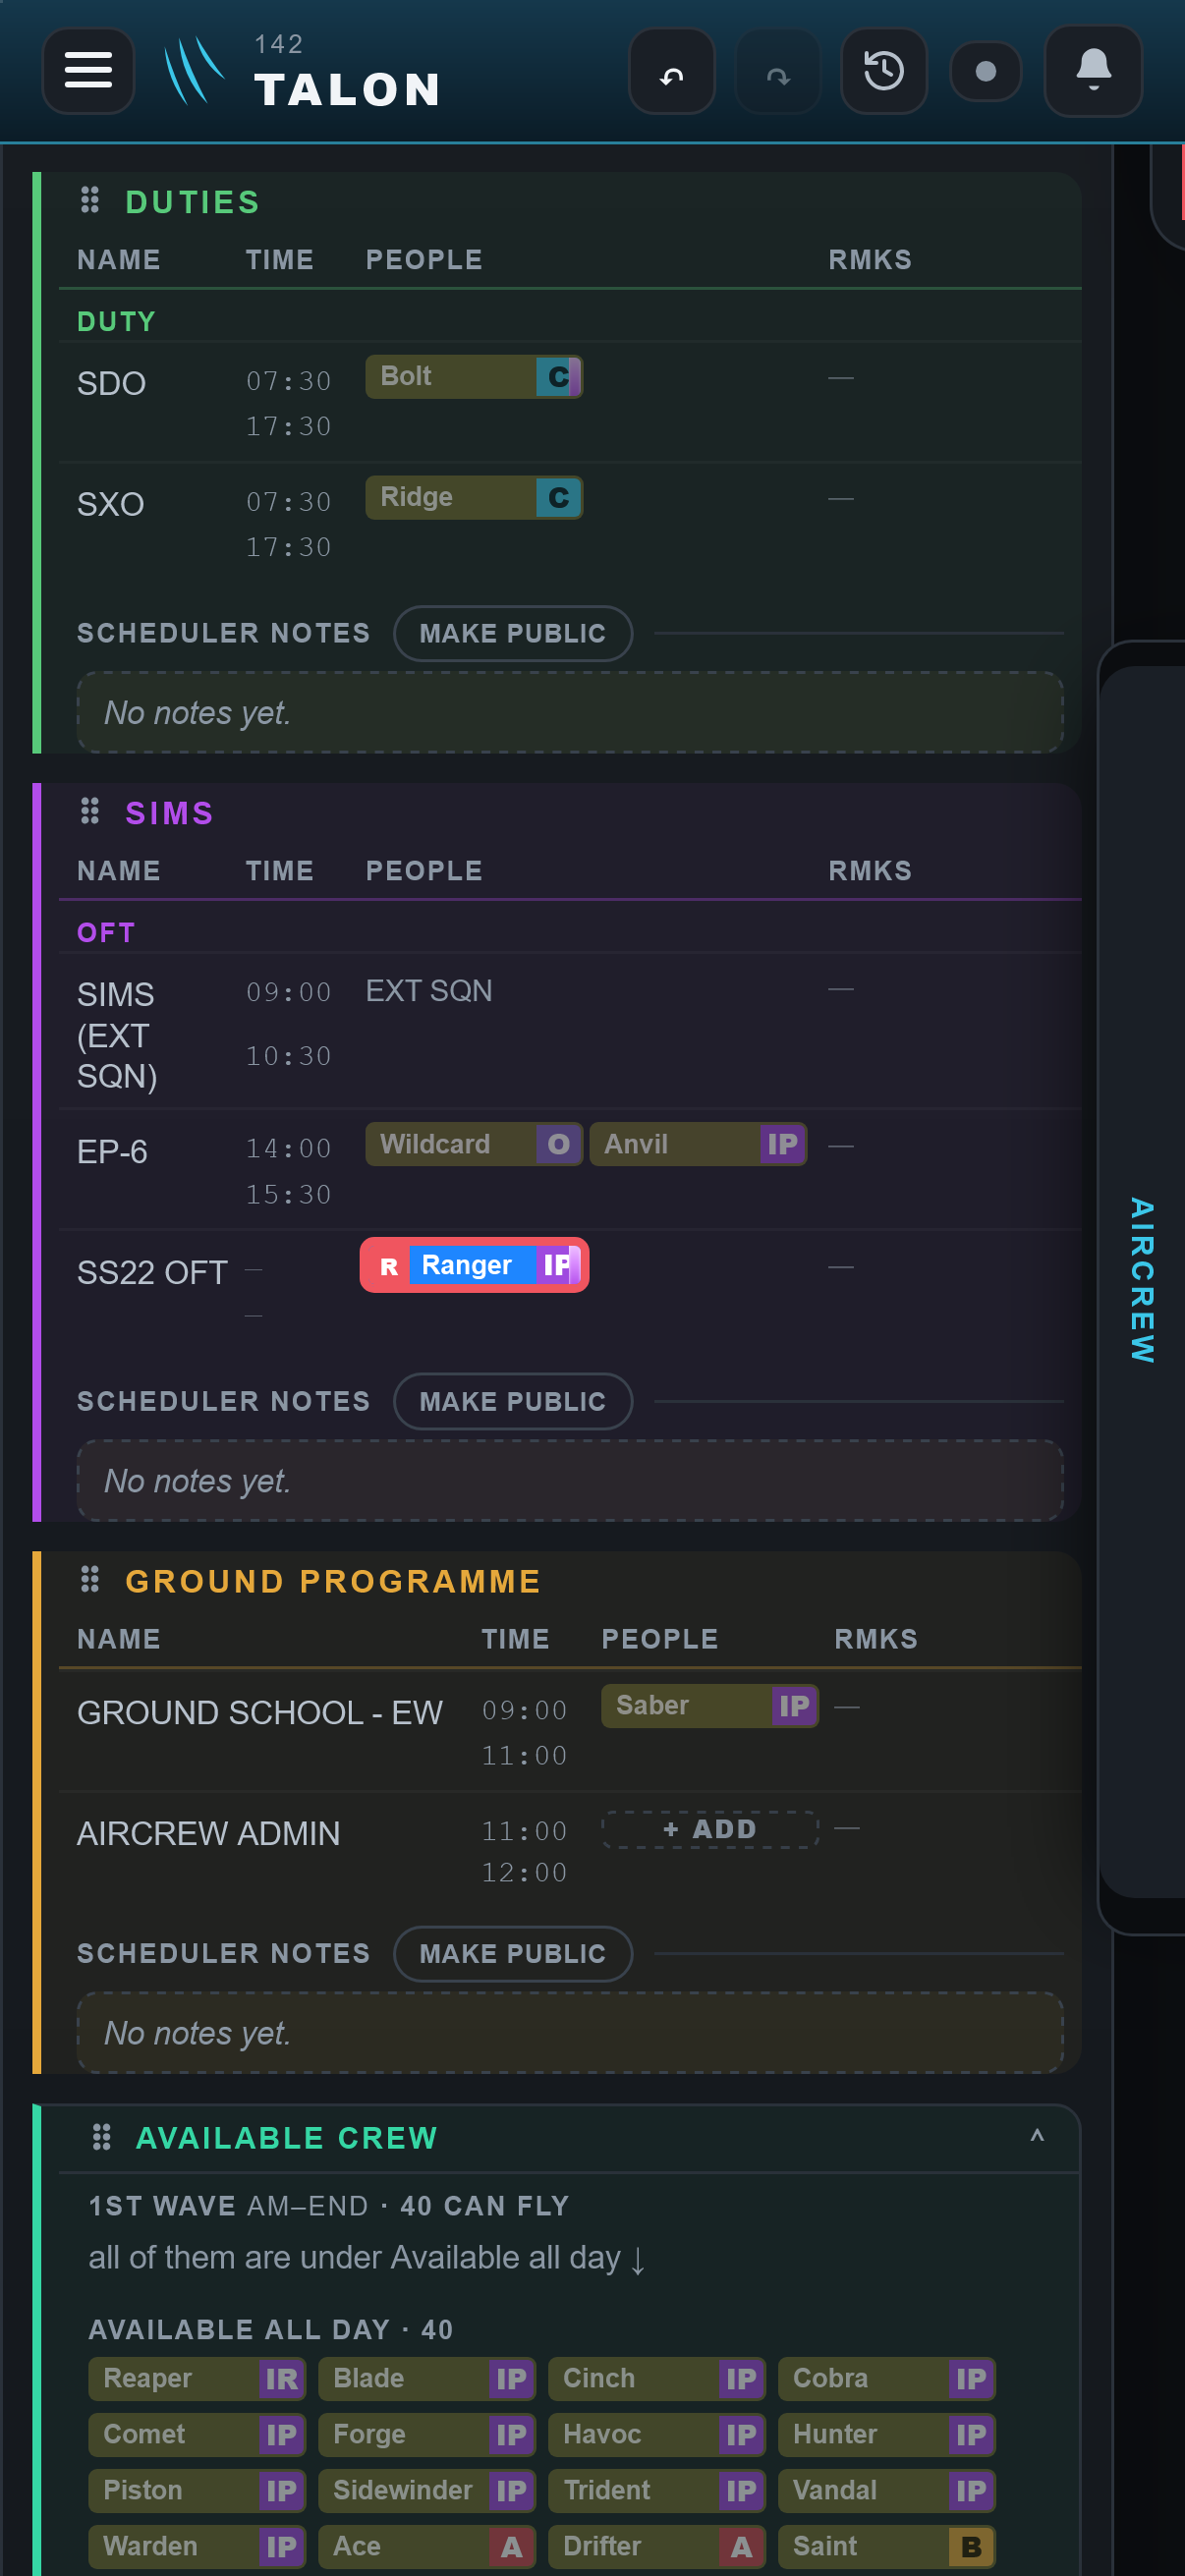 142
TALON
DUTIES
NAME TIME PEOPLE RMKS
DUTY
SDO 07:30 Bolt C —
17:30
SXO 07:30 Ridge C —
17:30
SCHEDULER NOTES MAKE PUBLIC
No notes yet.
SIMS
NAME TIME PEOPLE RMKS
OFT
SIMS (EXT SQN) 09:00 EXT SQN —
10:30
EP-6 14:00 Wildcard O Anvil IP —
15:30
SS22 OFT — R Ranger IP —
—
SCHEDULER NOTES MAKE PUBLIC
No notes yet.
AIRCREW
GROUND PROGRAMME
NAME TIME PEOPLE RMKS
GROUND SCHOOL - EW 09:00 Saber IP —
11:00
AIRCREW ADMIN 11:00 + ADD —
12:00
SCHEDULER NOTES MAKE PUBLIC
No notes yet.
AVAILABLE CREW
1ST WAVE AM–END · 40 CAN FLY
all of them are under Available all day ↓
AVAILABLE ALL DAY · 40
Reaper IR Blade IP Cinch IP Cobra IP
Comet IP Forge IP Havoc IP Hunter IP
Piston IP Sidewinder IP Trident IP Vandal IP
Warden IP Ace A Drifter A Saint B